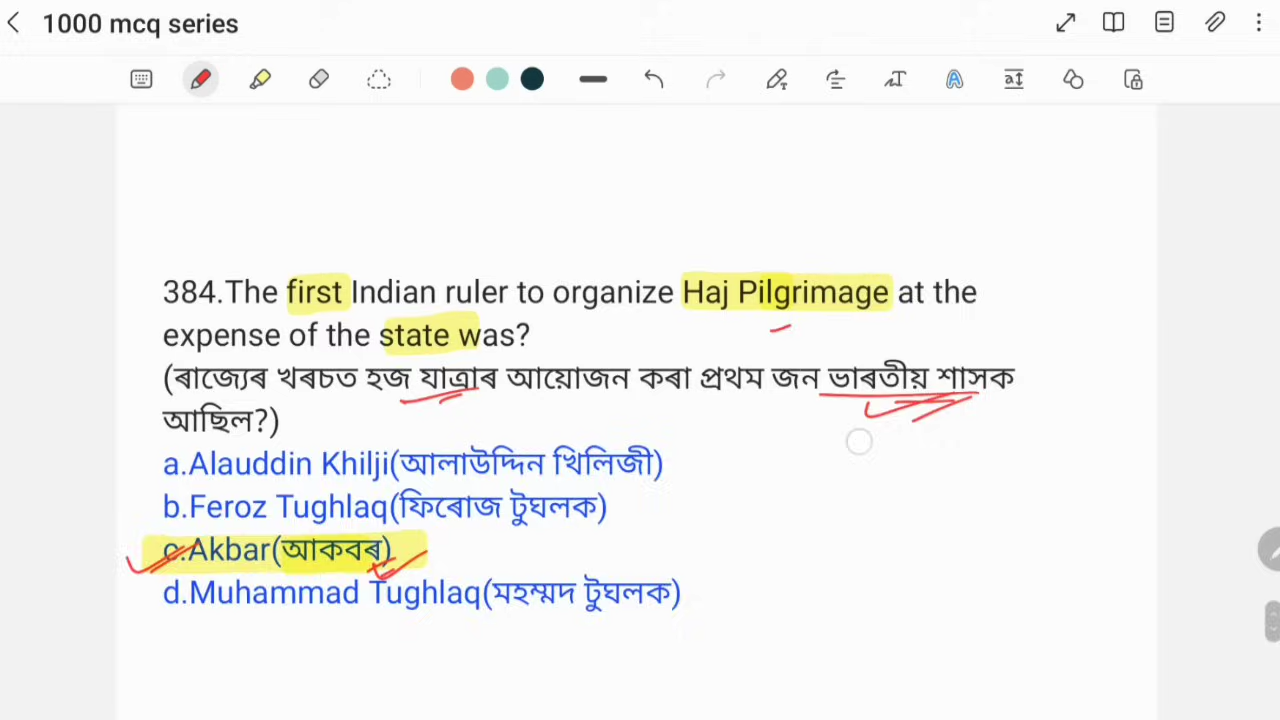 1000 mcq series
384.The first Indian ruler to organize Haj Pilgrimage at the
expense of the state was?
(ৰাজ্যেৰ খৰচত হজ যাত্ৰাৰ আয়োজন কৰা প্ৰথম জন ভাৰতীয় শাসক
আছিল?)
a.Alauddin Khilji(আলাউদ্দিন খিলিজী)
b.Feroz Tughlaq(ফিৰোজ টুঘলক)
c.Akbar(আকবৰ)
d.Muhammad Tughlaq(মহম্মদ টুঘলক)